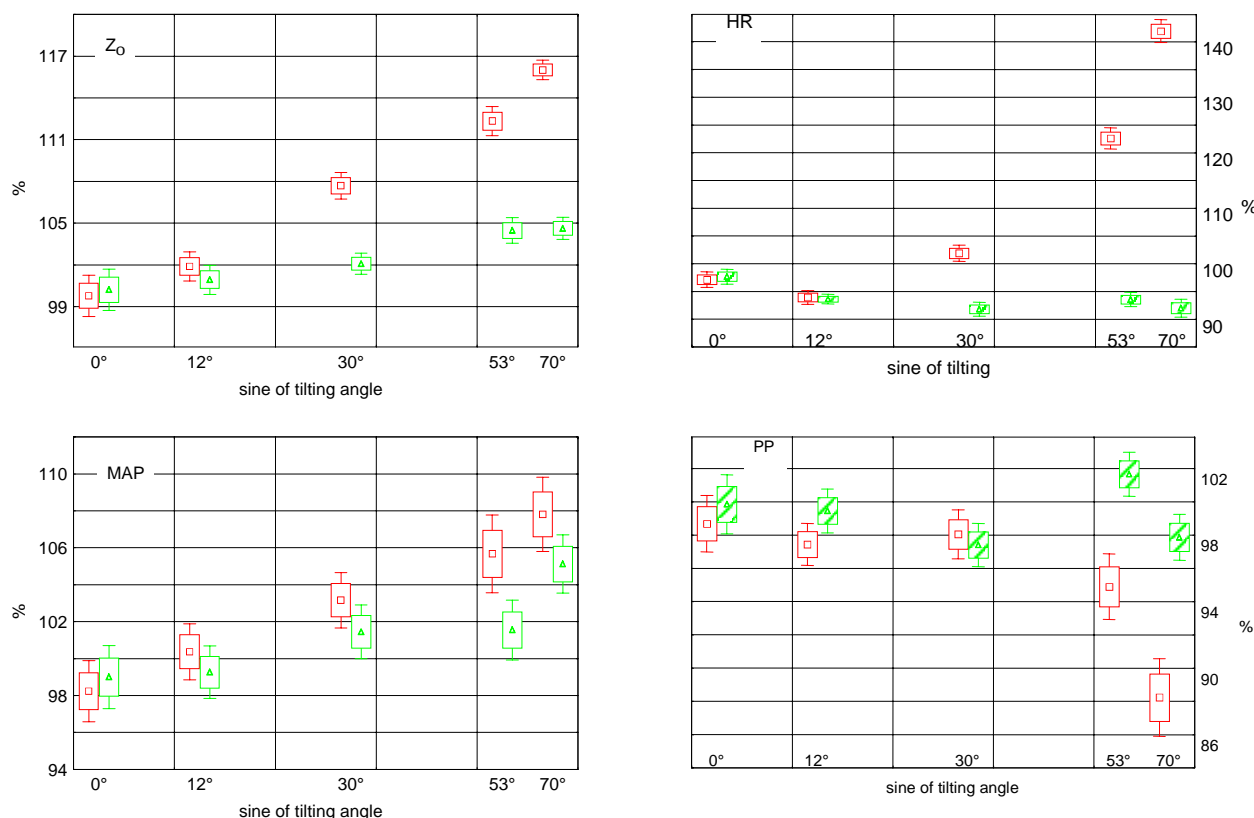 Z0
117
111
105
99
%
0° 12° 30° 53° 70°
sine of tilting angle
HR
140
130
120
110
%
100
90
0° 12° 30° 53° 70°
sine of tilting
MAP
110
106
102
98
94
%
0° 12° 30° 53° 70°
sine of tilting angle
PP
102
98
94
%
90
86
0° 12° 30° 53° 70°
sine of tilting angle